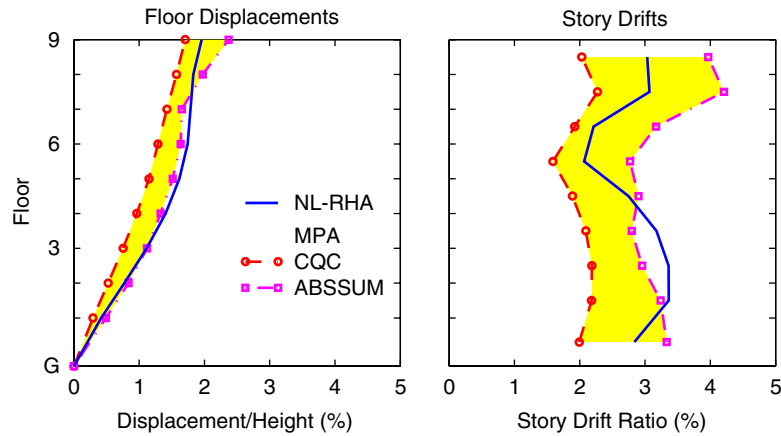 Floor Displacements
9
6
3
G
Floor
NL-RHA
MPA
CQC
ABSSUM
0 1 2 3 4 5
Displacement/Height (%)
Story Drifts
0 1 2 3 4 5
Story Drift Ratio (%)